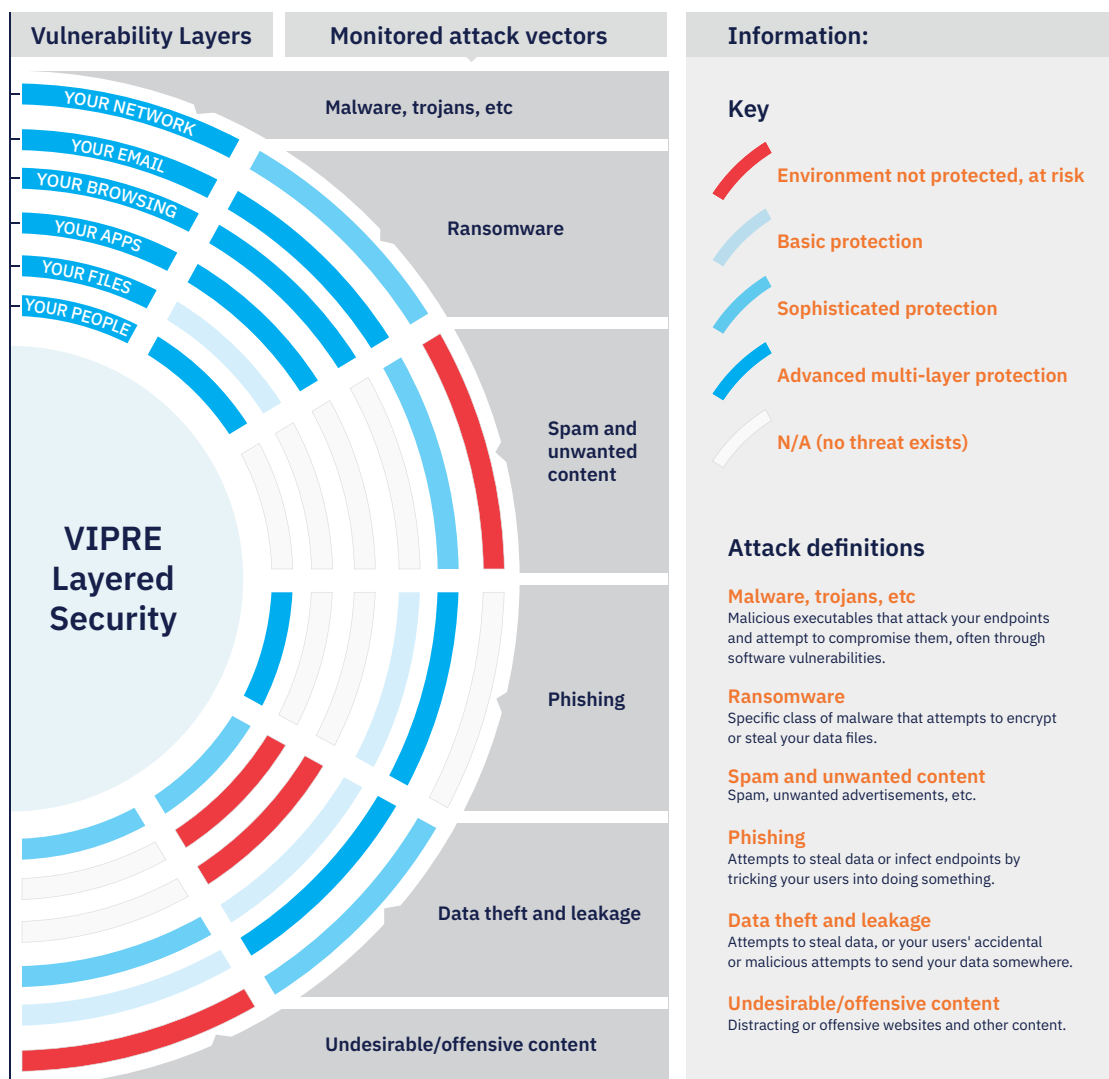 Vulnerability Layers
Monitored attack vectors
YOUR NETWORK
YOUR EMAIL
YOUR BROWSING
YOUR APPS
YOUR FILES
YOUR PEOPLE
VIPRE
Layered
Security
Malware, trojans, etc
Ransomware
Spam and
unwanted
content
Phishing
Data theft and leakage
Undesirable/offensive content
Information:
Key
Environment not protected, at risk
Basic protection
Sophisticated protection
Advanced multi-layer protection
N/A (no threat exists)
Attack definitions
Malware, trojans, etc
Malicious executables that attack your endpoints
and attempt to compromise them, often through
software vulnerabilities.
Ransomware
Specific class of malware that attempts to encrypt
or steal your data files.
Spam and unwanted content
Spam, unwanted advertisements, etc.
Phishing
Attempts to steal data or infect endpoints by
tricking your users into doing something.
Data theft and leakage
Attempts to steal data, or your users' accidental
or malicious attempts to send your data somewhere.
Undesirable/offensive content
Distracting or offensive websites and other content.